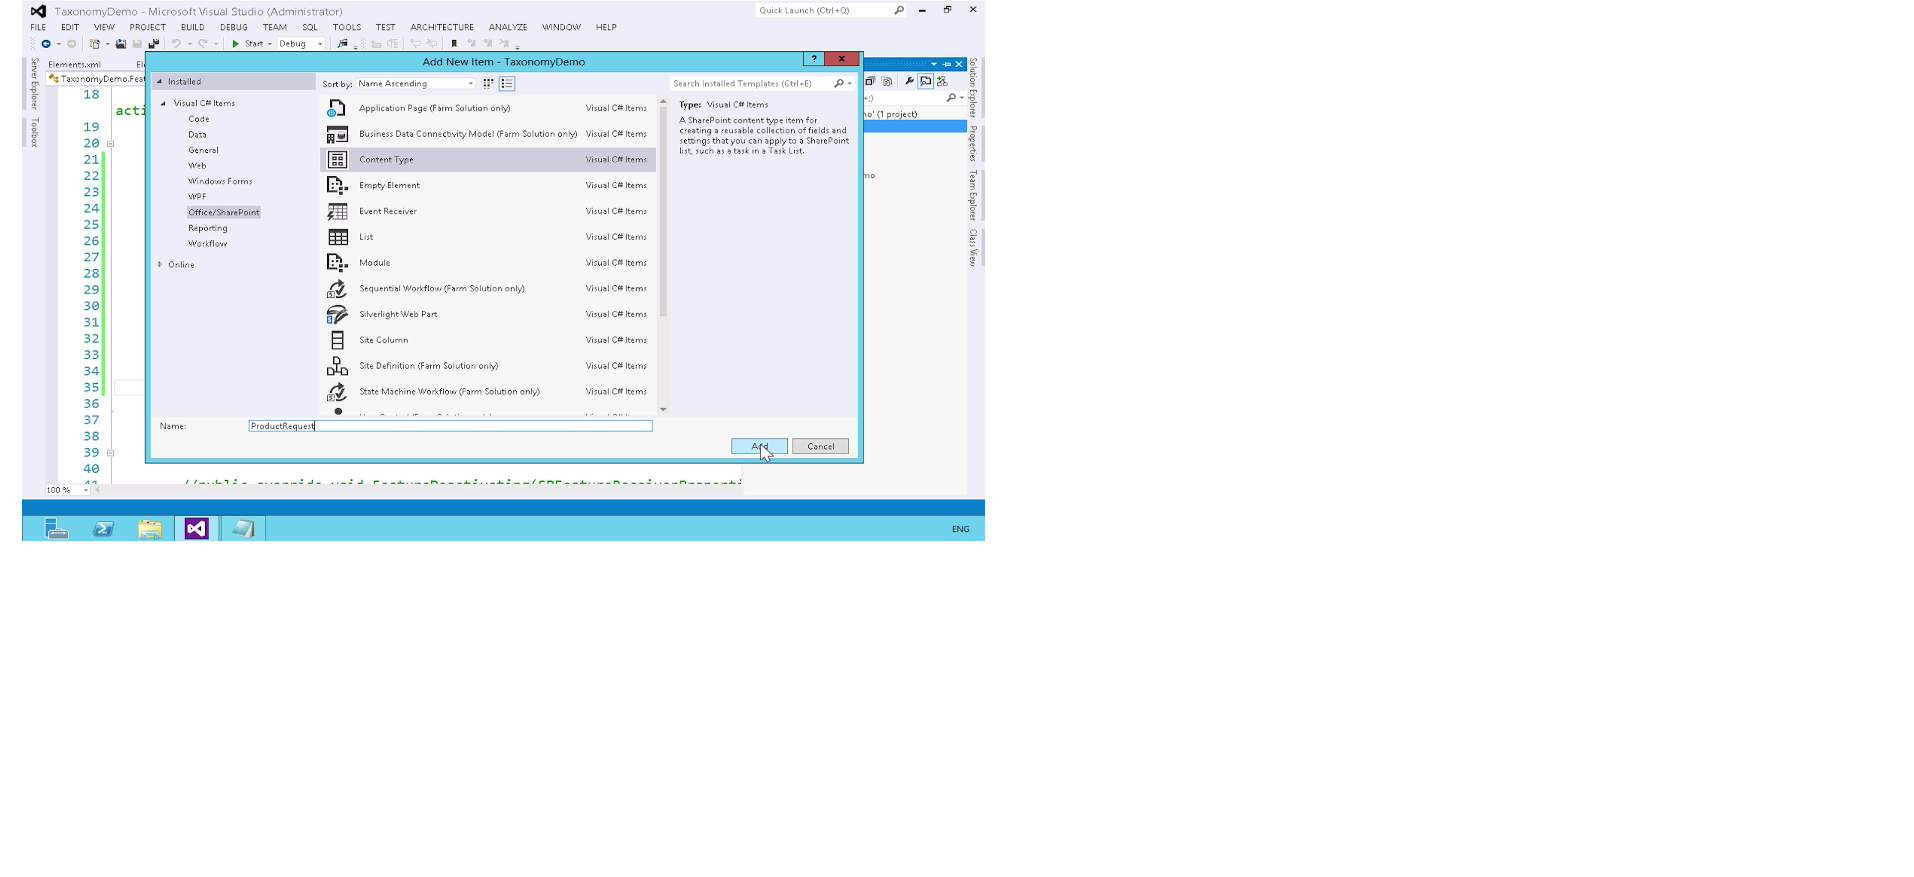 TaxonomyDemo - Microsoft Visual Studio (Administrator)
Quick Launch (Ctrl+Q)
FILE EDIT VIEW PROJECT BUILD DEBUG TEAM SQL TOOLS TEST ARCHITECTURE ANALYZE WINDOW HELP
Start Debug
Elements.xml
TaxonomyDemo.Feat
Server Explorer
Toolbox
Add New Item - TaxonomyDemo
Installed
Visual C# Items
Code
Data
General
Web
Windows Forms
WPF
Office/SharePoint
Reporting
Workflow
Online
Sort by: Name Ascending
Search Installed Templates (Ctrl+E)
Application Page (Farm Solution only) Visual C# Items
Business Data Connectivity Model (Farm Solution only) Visual C# Items
Content Type Visual C# Items
Empty Element Visual C# Items
Event Receiver Visual C# Items
List Visual C# Items
Module Visual C# Items
Sequential Workflow (Farm Solution only) Visual C# Items
Silverlight Web Part Visual C# Items
Site Column Visual C# Items
Site Definition (Farm Solution only) Visual C# Items
State Machine Workflow (Farm Solution only) Visual C# Items
Type: Visual C# Items
A SharePoint content type item for
creating a reusable collection of fields and
settings that you can apply to a SharePoint
list, such as a task in a Task List.
Name: ProductRequest
Add Cancel
18
acti
19
20
21
22
23
24
25
26
27
28
29
30
31
32
33
34
35
36
37
38
39
40
41
//public override void FeatureDeactivating(SPFeatureReceiverProperti
100 %
o' (1 project)
mo
Solution Explorer
Properties
Team Explorer
Class View
ENG